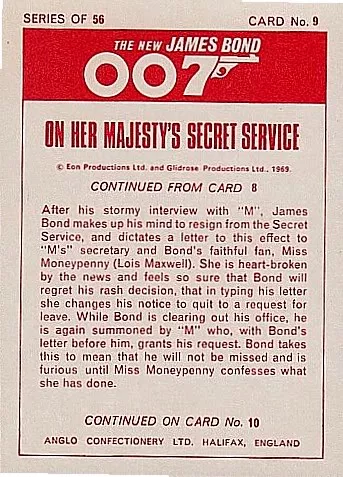 SERIES OF 56 CARD No. 9
THE NEW JAMES BOND
007
ON HER MAJESTY'S SECRET SERVICE
© Eon Productions Ltd. and Glidrose Productions Ltd., 1969.
CONTINUED FROM CARD 8
After his stormy interview with "M", James
Bond makes up his mind to resign from the Secret
Service, and dictates a letter to this effect to
"M's" secretary and Bond's faithful fan, Miss
Moneypenny (Lois Maxwell). She is heart-broken
by the news and feels so sure that Bond will
regret his rash decision, that in typing his letter
she changes his notice to quit to a request for
leave. While Bond is clearing out his office, he
is again summoned by "M" who, with Bond's
letter before him, grants his request. Bond takes
this to mean that he will not be missed and is
furious until Miss Moneypenny confesses what
she has done.
CONTINUED ON CARD No. 10
ANGLO CONFECTIONERY LTD. HALIFAX, ENGLAND